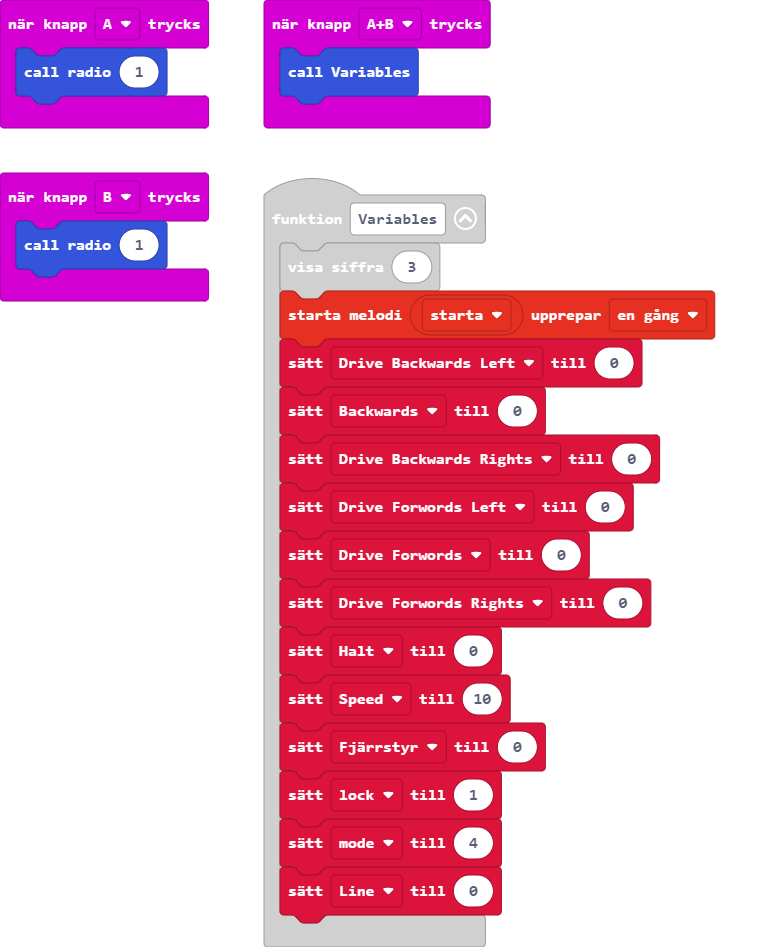 när knapp A trycks
call radio 1
när knapp A+B trycks
call Variables
när knapp B trycks
call radio 1
funktion Variables
visa siffra 3
starta melodi starta upprepar en gång
sätt Drive Backwards Left till 0
sätt Backwards till 0
sätt Drive Backwards Rights till 0
sätt Drive Forwords Left till 0
sätt Drive Forwords till 0
sätt Drive Forwords Rights till 0
sätt Halt till 0
sätt Speed till 10
sätt Fjärrstyr till 0
sätt lock till 1
sätt mode till 4
sätt Line till 0